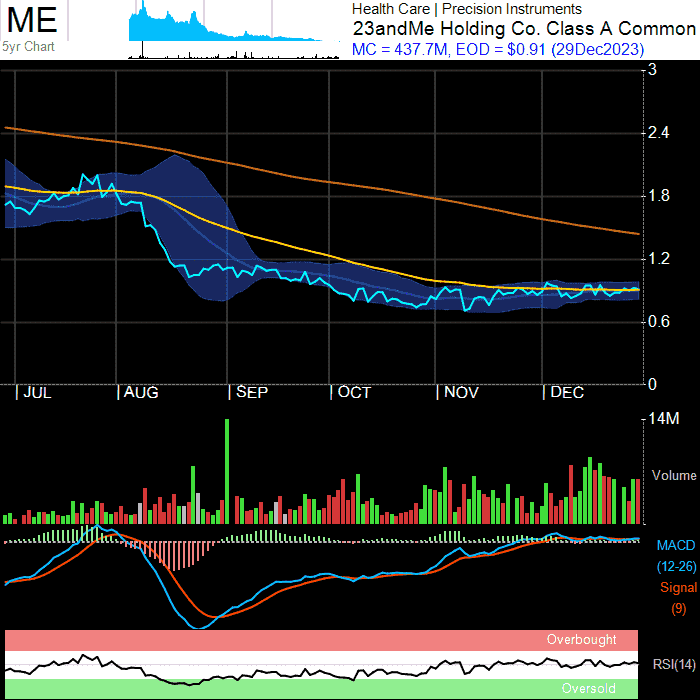 ME
5yr Chart
Health Care | Precision Instruments
23andMe Holding Co. Class A Common
MC = 437.7M, EOD = $0.91 (29Dec2023)
3
2.4
1.8
1.2
0.6
0
JUL AUG SEP OCT NOV DEC
14M
Volume
MACD
(12-26)
Signal
(9)
Overbought
RSI(14)
Oversold